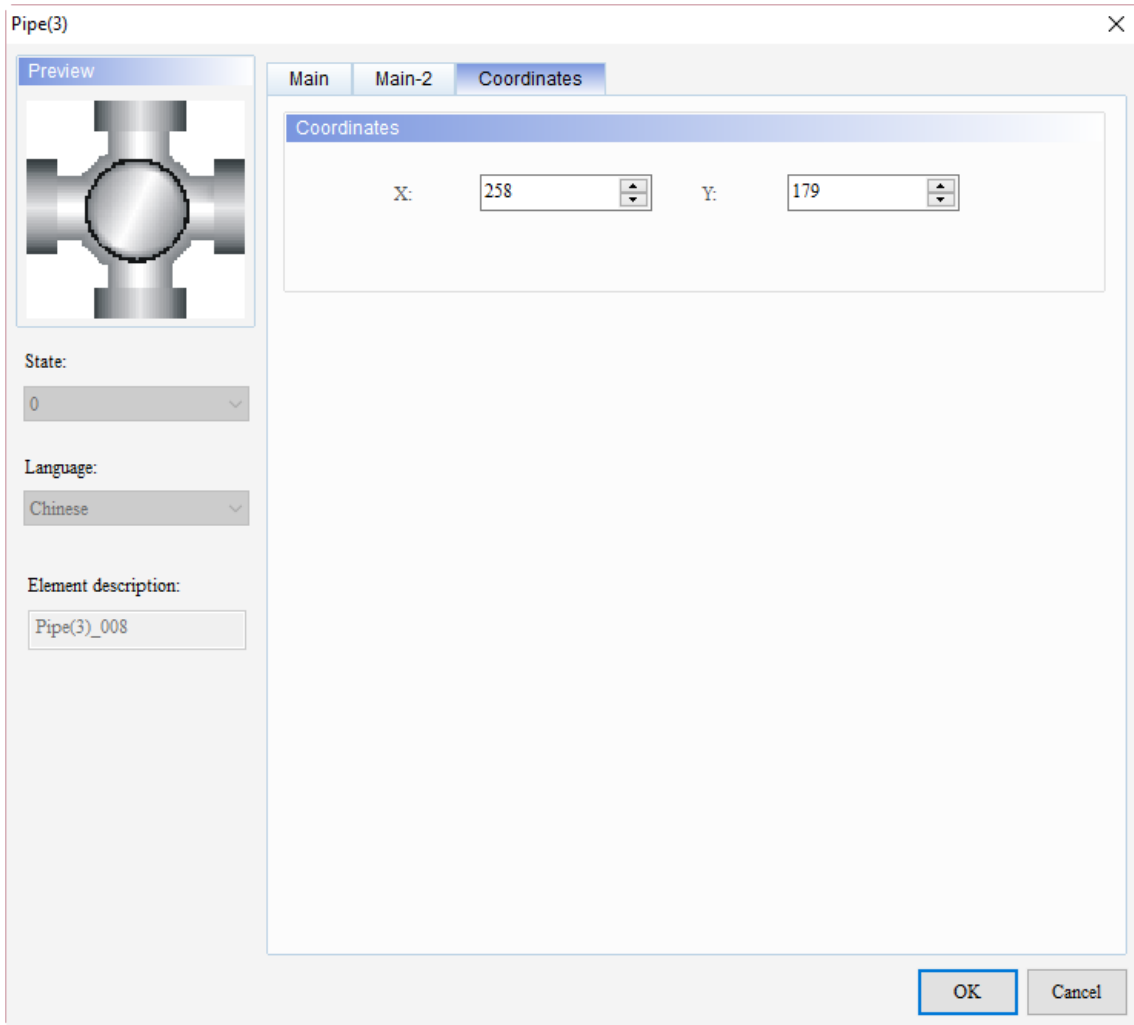 Pipe(3)
Preview
Main Main-2 Coordinates
Coordinates
X: 258 Y: 179
State:
0
Language:
Chinese
Element description:
Pipe(3)_008
OK Cancel